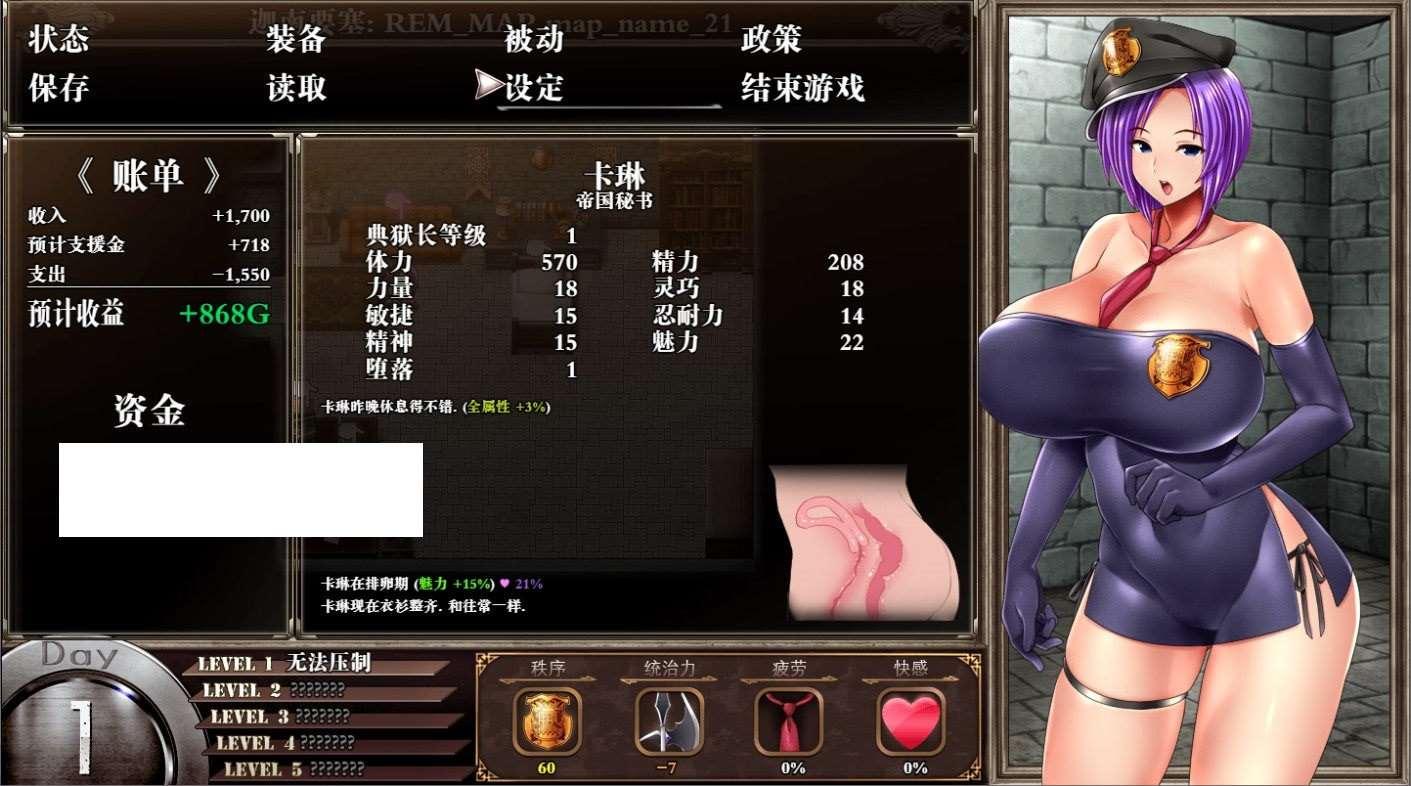 迦南要塞: REM_MAP map_name_21
状态 装备 被动 政策
保存 读取 设定 结束游戏
《 账单 》
收入 +1,700
预计支援金 +718
支出 −1,550
预计收益 +868G
资金
卡琳
帝国秘书
典狱长等级 1
体力 570 精力 208
力量 18 灵巧 18
敏捷 15 忍耐力 14
精神 15 魅力 22
堕落 1
卡琳昨晚休息得不错. (全属性 +3%)
卡琳在排卵期 (魅力 +15%) ♥ 21%
卡琳现在衣衫整齐. 和往常一样.
Day
1
LEVEL 1 无法压制
LEVEL 2 ???????
LEVEL 3 ???????
LEVEL 4 ???????
LEVEL 5 ???????
秩序 统治力 疲劳 快感
60 −7 0% 0%